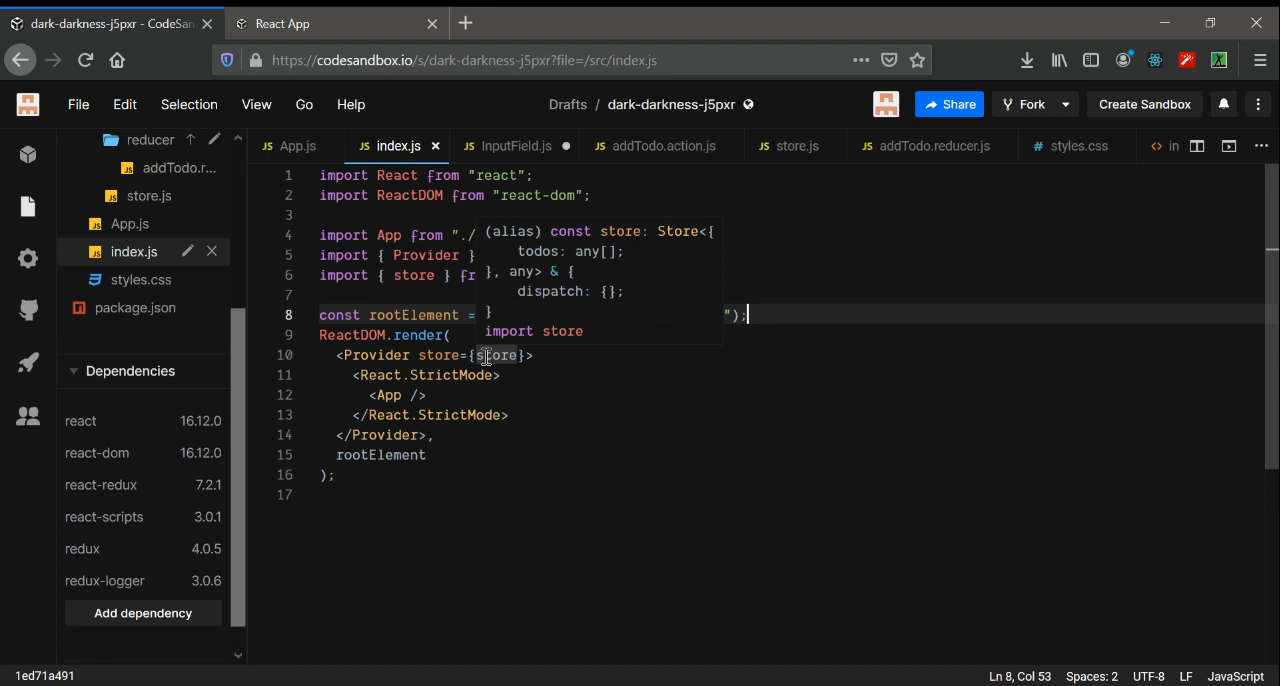 dark-darkness-j5pxr - CodeSan
React App
https://codesandbox.io/s/dark-darkness-j5pxr?file=/src/index.js
File Edit Selection View Go Help
Drafts / dark-darkness-j5pxr
Share
Fork
Create Sandbox
reducer
addTodo.r...
store.js
App.js
index.js
styles.css
package.json
Dependencies
react 16.12.0
react-dom 16.12.0
react-redux 7.2.1
react-scripts 3.0.1
redux 4.0.5
redux-logger 3.0.6
Add dependency
JS App.js JS index.js JS InputField.js JS addTodo.action.js JS store.js JS addTodo.reducer.js # styles.css <> in
1 import React from "react";
2 import ReactDOM from "react-dom";
3
4 import App from "./
5 import { Provider }
6 import { store } fr
7
8 const rootElement = ");
9 ReactDOM.render(
10 <Provider store={store}>
11 <React.StrictMode>
12 <App />
13 </React.StrictMode>
14 </Provider>,
15 rootElement
16 );
17
(alias) const store: Store<{
todos: any[];
}, any> & {
dispatch: {};
}
import store
1ed71a491
Ln 8, Col 53 Spaces: 2 UTF-8 LF JavaScript